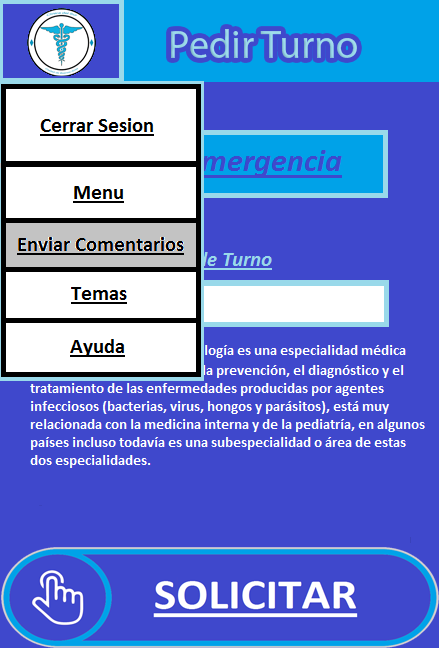 Pedir Turno
Cerrar Sesion
Menu
Enviar Comentarios
Temas
Ayuda
mergencia
de Turno
logía es una especialidad médica
la prevención, el diagnóstico y el
tratamiento de las enfermedades producidas por agentes
infecciosos (bacterias, virus, hongos y parásitos), está muy
relacionada con la medicina interna y de la pediatría, en algunos
países incluso todavía es una subespecialidad o área de estas
dos especialidades.
SOLICITAR